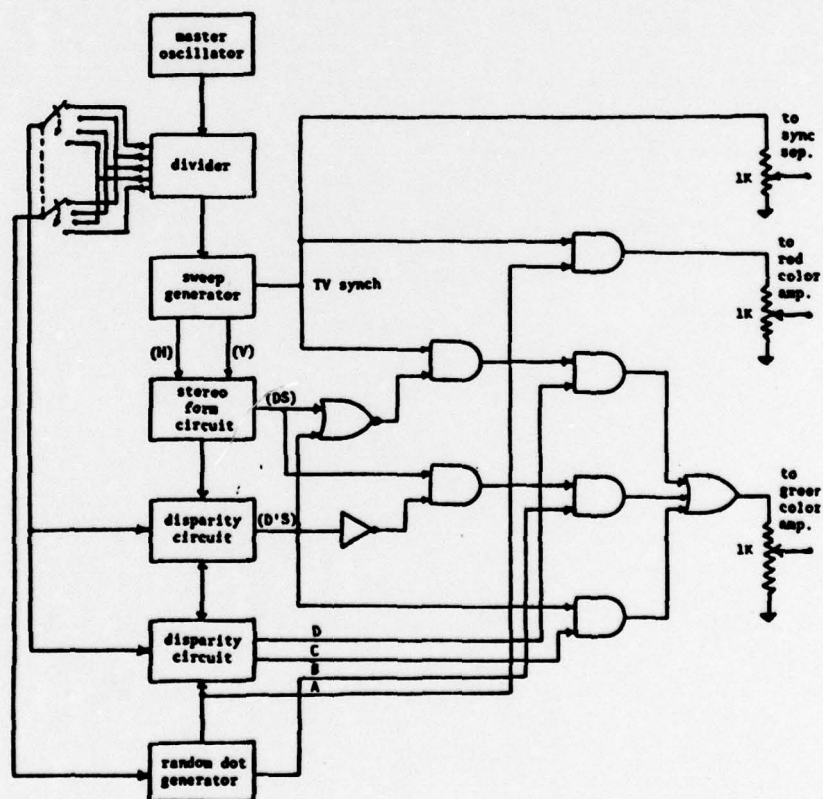 master
oscillator
divider
sweep
generator
TV synch
(H)
(V)
stereo
form
circuit
(DS)
disparity
circuit
(D'S)
disparity
circuit
D
C
B
A
random dot
generator
to
sync
sep.
1K
to
red
color
amp.
1K
to
green
color
amp.
1K